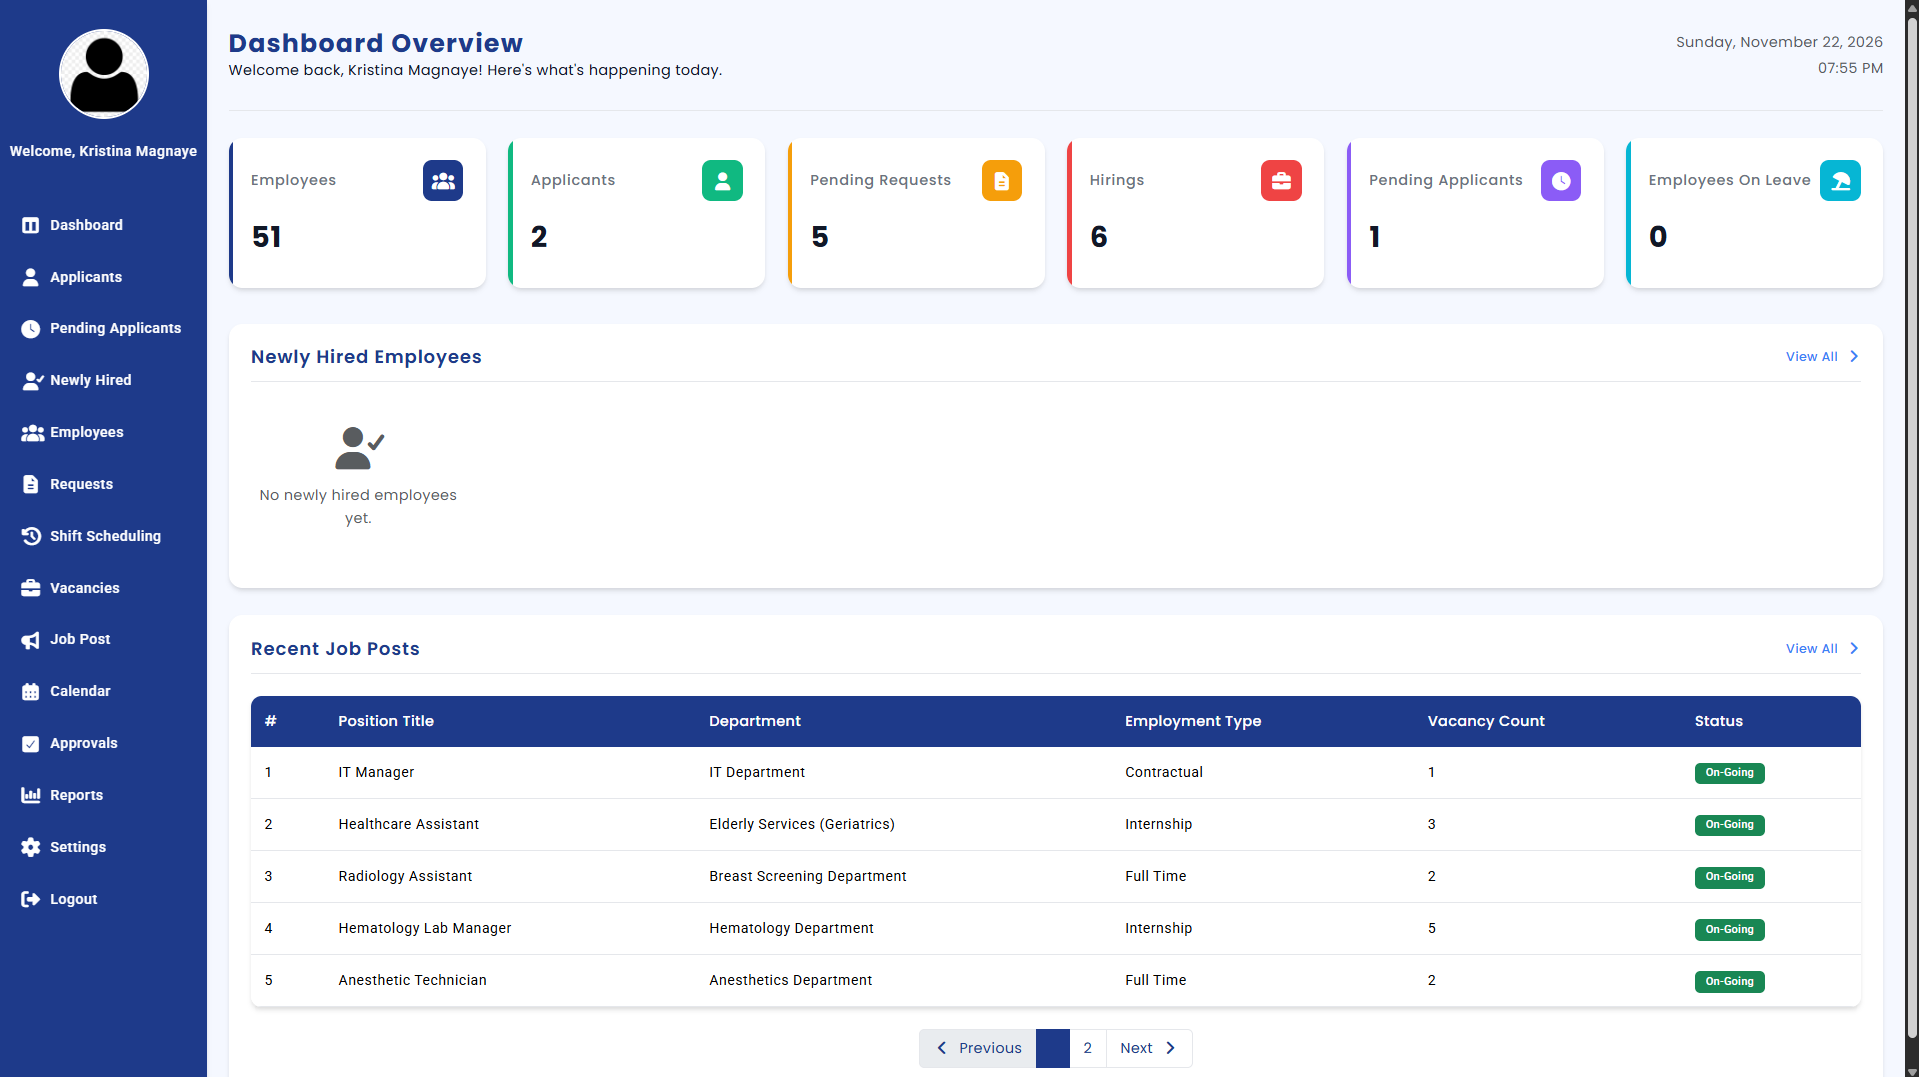 Welcome, Kristina Magnaye
Dashboard
Applicants
Pending Applicants
Newly Hired
Employees
Requests
Shift Scheduling
Vacancies
Job Post
Calendar
Approvals
Reports
Settings
Logout
Dashboard Overview
Welcome back, Kristina Magnaye! Here's what's happening today.
Sunday, November 22, 2026
07:55 PM
Employees
51
Applicants
2
Pending Requests
5
Hirings
6
Pending Applicants
1
Employees On Leave
0
Newly Hired Employees
View All
No newly hired employees
yet.
Recent Job Posts
View All
# Position Title Department Employment Type Vacancy Count Status
1 IT Manager IT Department Contractual 1 On-Going
2 Healthcare Assistant Elderly Services (Geriatrics) Internship 3 On-Going
3 Radiology Assistant Breast Screening Department Full Time 2 On-Going
4 Hematology Lab Manager Hematology Department Internship 5 On-Going
5 Anesthetic Technician Anesthetics Department Full Time 2 On-Going
Previous 2 Next